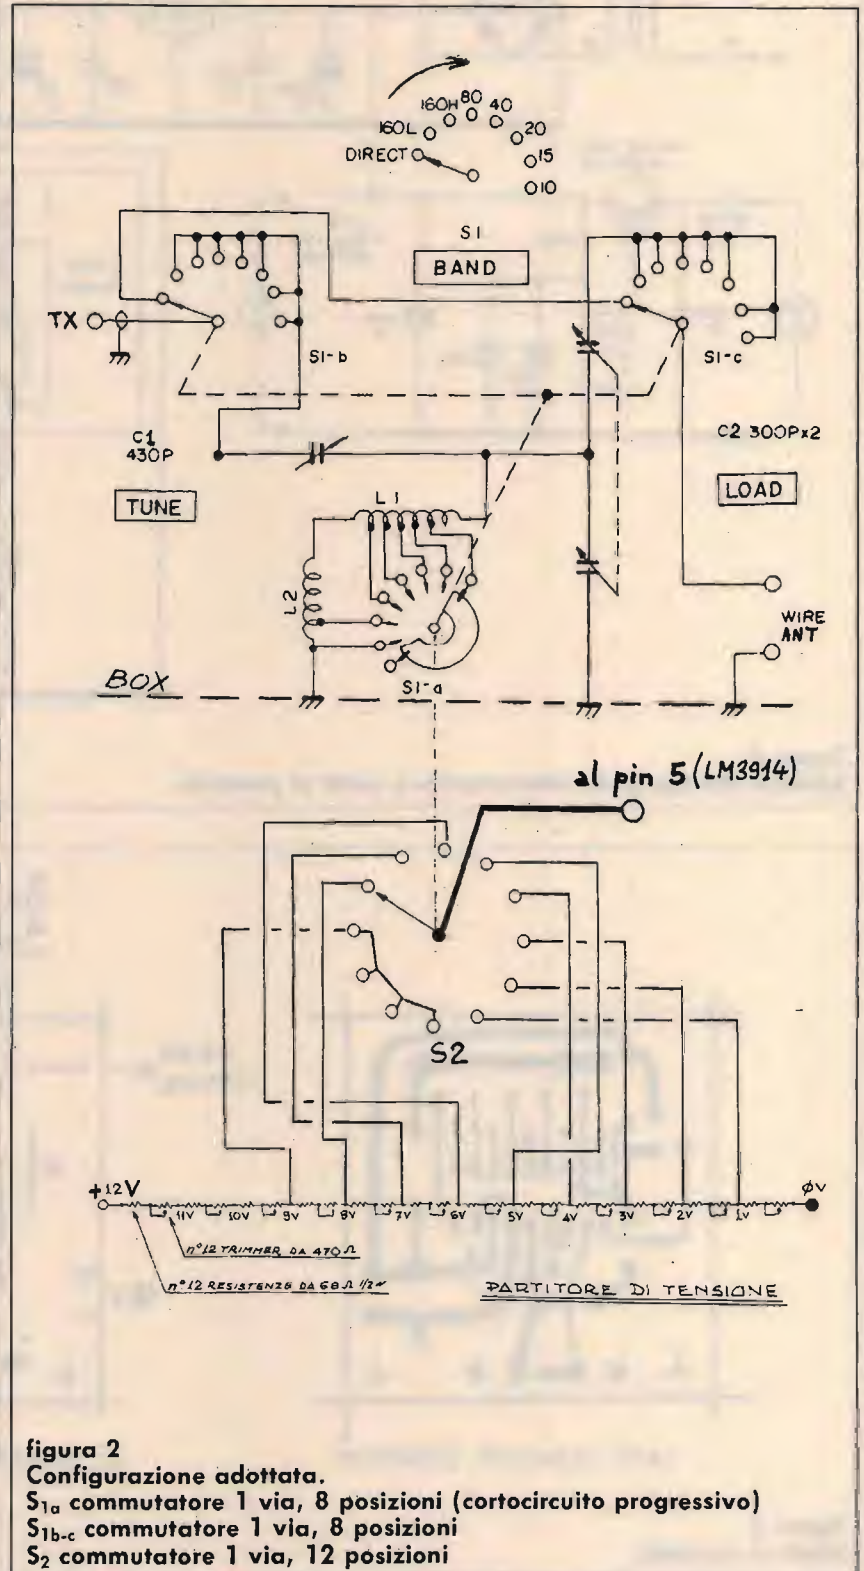 160L 160H 80 40 20 15 10
DIRECT
S1
BAND
TX
S1-b
S1-c
C1
430P
TUNE
C2 300Px2
LOAD
L1
L2
WIRE
ANT
S1-a
BOX
al pin 5 (LM3914)
S2
+12V 11V 10V 9V 8V 7V 6V 5V 4V 3V 2V 1V ØV
n° 12 TRIMMER DA 470 Ω
n° 12 RESISTENZE DA 68 Ω 1/2 W
PARTITORE DI TENSIONE
figura 2
Configurazione adottata.
S1a commutatore 1 via, 8 posizioni (cortocircuito progressivo)
S1b-c commutatore 1 via, 8 posizioni
S2 commutatore 1 via, 12 posizioni